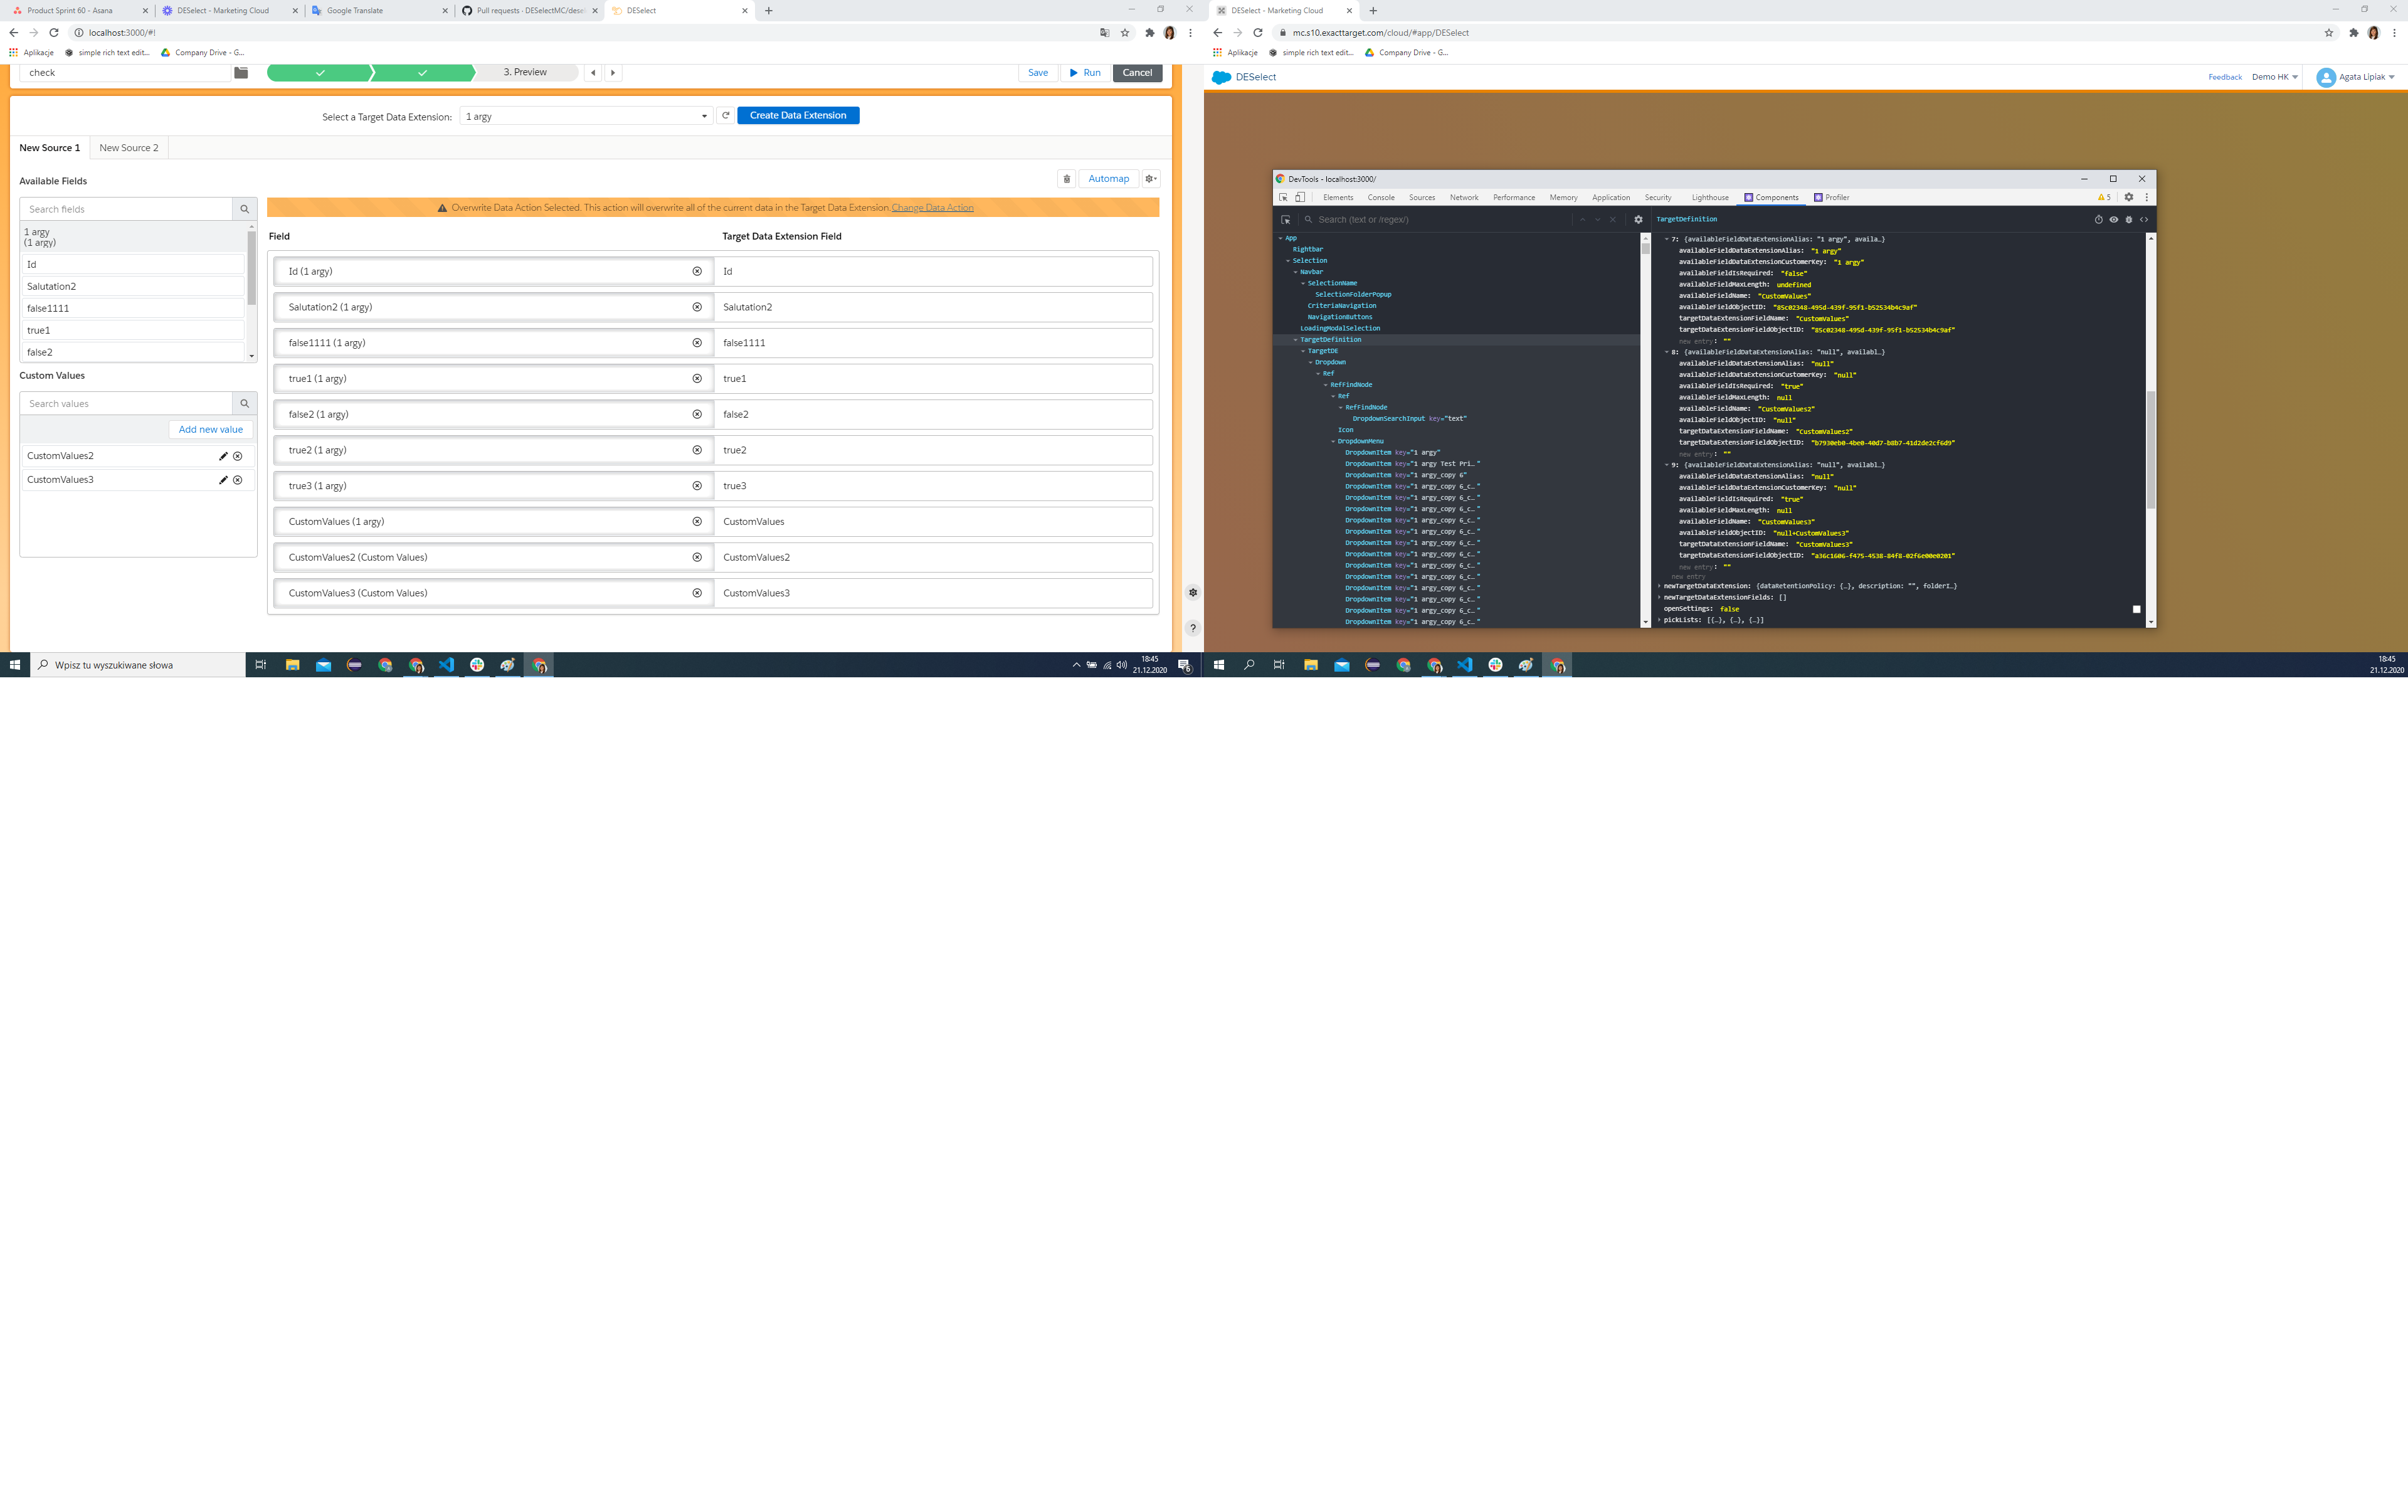 Product Sprint 60 - Asana
DESelect - Marketing Cloud
Google Translate
Pull requests · DESelectMC/dese
DESelect
localhost:3000/#!
Aplikacje
simple rich text edit...
Company Drive - G...
check
3. Preview
Save
Run
Cancel
Select a Target Data Extension:
1 argy
Create Data Extension
New Source 1
New Source 2
Available Fields
Automap
Search fields
Overwrite Data Action Selected. This action will overwrite all of the current data in the Target Data Extension. Change Data Action
1 argy
(1 argy)
Id
Salutation2
false1111
true1
false2
Custom Values
Search values
Add new value
CustomValues2
CustomValues3
Field
Target Data Extension Field
Id (1 argy)
Id
Salutation2 (1 argy)
Salutation2
false1111 (1 argy)
false1111
true1 (1 argy)
true1
false2 (1 argy)
false2
true2 (1 argy)
true2
true3 (1 argy)
true3
CustomValues (1 argy)
CustomValues
CustomValues2 (Custom Values)
CustomValues2
CustomValues3 (Custom Values)
CustomValues3
?
Wpisz tu wyszukiwane słowa
18:45
21.12.2020
6
DESelect - Marketing Cloud
mc.s10.exacttarget.com/cloud/#app/DESelect
Aplikacje
simple rich text edit...
Company Drive - G...
DESelect
Feedback
Demo HK
Agata Lipiak
DevTools - localhost:3000/
Elements
Console
Sources
Network
Performance
Memory
Application
Security
Lighthouse
Components
Profiler
5
Search (text or /regex/)
App
Rightbar
Selection
Navbar
SelectionName
SelectionFolderPopup
CriteriaNavigation
NavigationButtons
LoadingModalSelection
TargetDefinition
TargetDE
Dropdown
Ref
RefFindNode
Ref
RefFindNode
DropdownSearchInput key="text"
Icon
DropdownMenu
DropdownItem key="1 argy"
DropdownItem key="1 argy Test Pri… "
DropdownItem key="1 argy_copy 6"
DropdownItem key="1 argy_copy 6_c… "
DropdownItem key="1 argy_copy 6_c… "
DropdownItem key="1 argy_copy 6_c… "
DropdownItem key="1 argy_copy 6_c… "
DropdownItem key="1 argy_copy 6_c… "
DropdownItem key="1 argy_copy 6_c… "
DropdownItem key="1 argy_copy 6_c… "
DropdownItem key="1 argy_copy 6_c… "
DropdownItem key="1 argy_copy 6_c… "
DropdownItem key="1 argy_copy 6_c… "
DropdownItem key="1 argy_copy 6_c… "
DropdownItem key="1 argy_copy 6_c… "
DropdownItem key="1 argy_copy 6_c… "
TargetDefinition
7: {availableFieldDataExtensionAlias: "1 argy", availa…}
availableFieldDataExtensionAlias: "1 argy"
availableFieldDataExtensionCustomerKey: "1 argy"
availableFieldIsRequired: "false"
availableFieldMaxLength: undefined
availableFieldName: "CustomValues"
availableFieldObjectID: "85c02348-495d-439f-95f1-b52534b4c9af"
targetDataExtensionFieldName: "CustomValues"
targetDataExtensionFieldObjectID: "85c02348-495d-439f-95f1-b52534b4c9af"
new entry: ""
8: {availableFieldDataExtensionAlias: "null", availabl…}
availableFieldDataExtensionAlias: "null"
availableFieldDataExtensionCustomerKey: "null"
availableFieldIsRequired: "true"
availableFieldMaxLength: null
availableFieldName: "CustomValues2"
availableFieldObjectID: "null"
targetDataExtensionFieldName: "CustomValues2"
targetDataExtensionFieldObjectID: "b7930eb0-4be0-40d7-b8b7-41d2de2cf6d9"
new entry: ""
9: {availableFieldDataExtensionAlias: "null", availabl…}
availableFieldDataExtensionAlias: "null"
availableFieldDataExtensionCustomerKey: "null"
availableFieldIsRequired: "true"
availableFieldMaxLength: null
availableFieldName: "CustomValues3"
availableFieldObjectID: "null+CustomValues3"
targetDataExtensionFieldName: "CustomValues3"
targetDataExtensionFieldObjectID: "a36c1606-f475-4538-84f8-02f6e00e0201"
new entry: ""
new entry
newTargetDataExtension: {dataRetentionPolicy: {…}, description: "", folderI…}
newTargetDataExtensionFields: []
openSettings: false
pickLists: [{…}, {…}, {…}]
18:45
21.12.2020